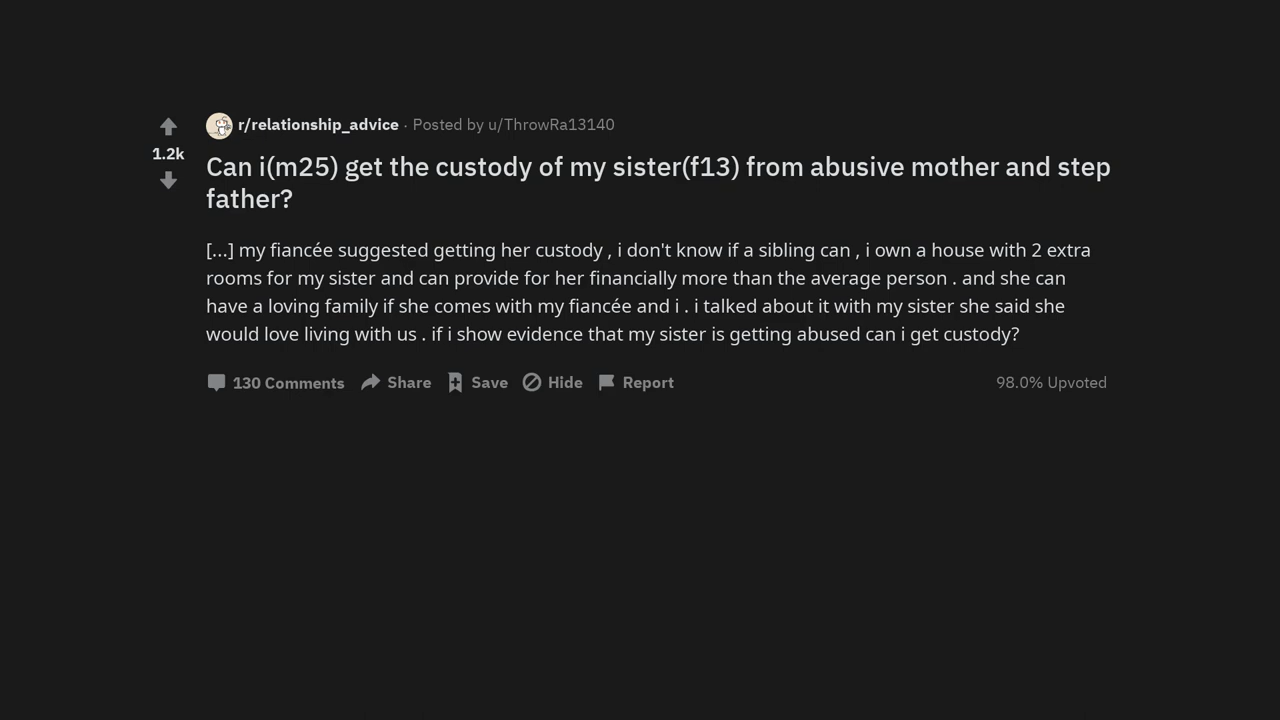 r/relationship_advice · Posted by u/ThrowRa13140
1.2k
Can i(m25) get the custody of my sister(f13) from abusive mother and step
father?
[...] my fiancée suggested getting her custody , i don't know if a sibling can , i own a house with 2 extra
rooms for my sister and can provide for her financially more than the average person . and she can
have a loving family if she comes with my fiancée and i . i talked about it with my sister she said she
would love living with us . if i show evidence that my sister is getting abused can i get custody?
130 Comments Share Save Hide Report 98.0% Upvoted